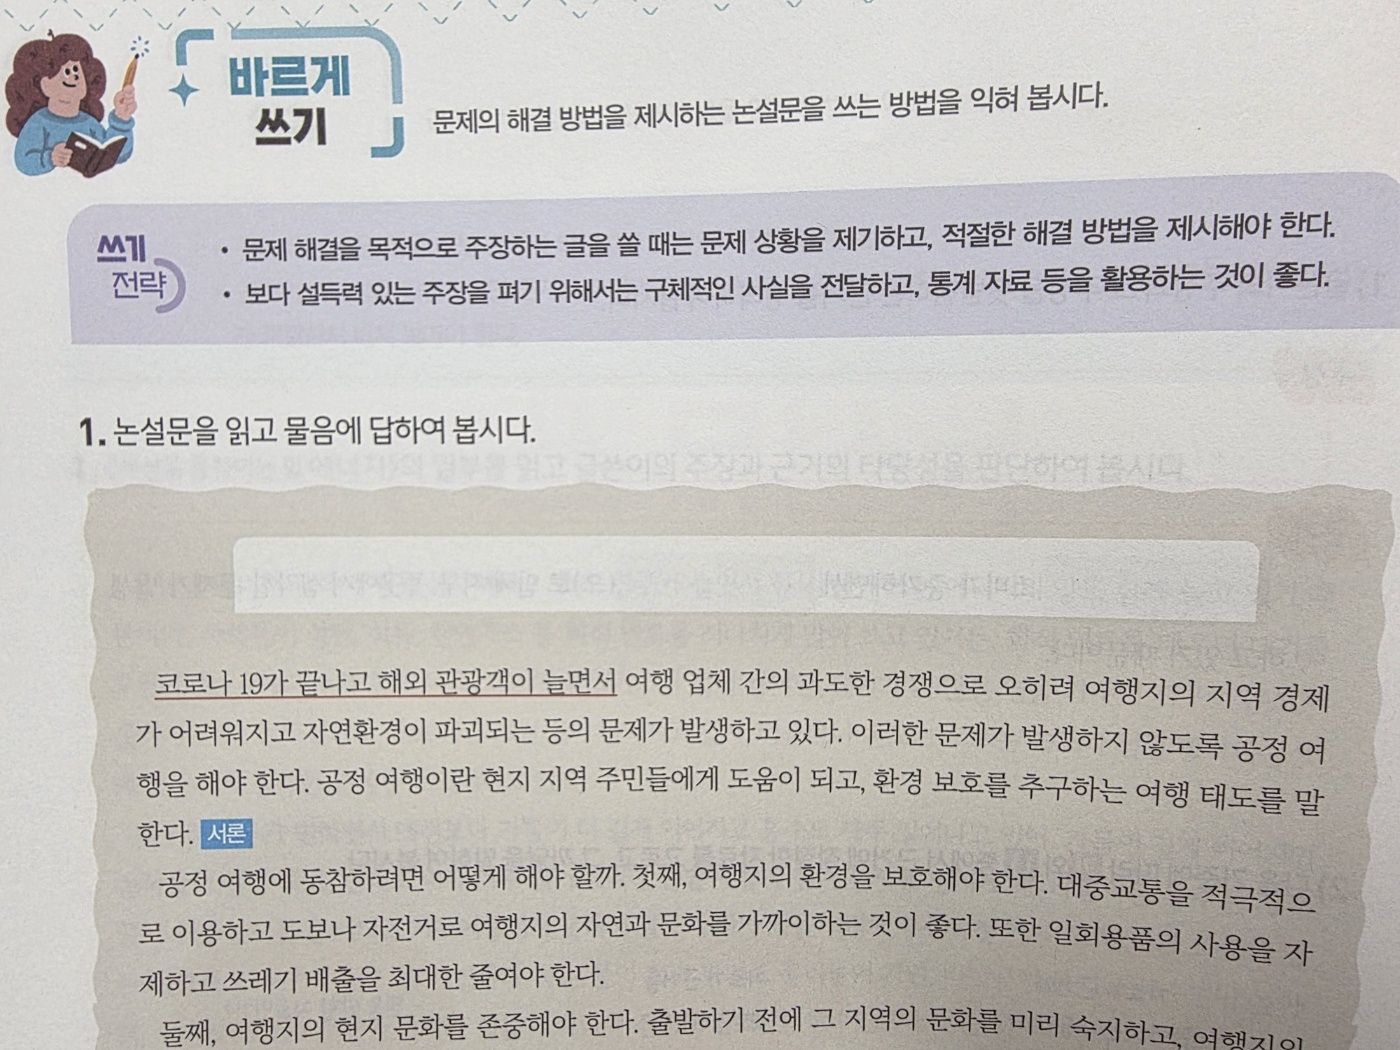 바르게
쓰기
문제의 해결 방법을 제시하는 논설문을 쓰는 방법을 익혀 봅시다.
쓰기
전략
• 문제 해결을 목적으로 주장하는 글을 쓸 때는 문제 상황을 제기하고, 적절한 해결 방법을 제시해야 한다.
• 보다 설득력 있는 주장을 펴기 위해서는 구체적인 사실을 전달하고, 통계 자료 등을 활용하는 것이 좋다.
1. 논설문을 읽고 물음에 답하여 봅시다.
코로나 19가 끝나고 해외 관광객이 늘면서 여행 업체 간의 과도한 경쟁으로 오히려 여행지의 지역 경제
가 어려워지고 자연환경이 파괴되는 등의 문제가 발생하고 있다. 이러한 문제가 발생하지 않도록 공정 여
행을 해야 한다. 공정 여행이란 현지 지역 주민들에게 도움이 되고, 환경 보호를 추구하는 여행 태도를 말
한다. 서론
공정 여행에 동참하려면 어떻게 해야 할까. 첫째, 여행지의 환경을 보호해야 한다. 대중교통을 적극적으
로 이용하고 도보나 자전거로 여행지의 자연과 문화를 가까이하는 것이 좋다. 또한 일회용품의 사용을 자
제하고 쓰레기 배출을 최대한 줄여야 한다.
둘째, 여행지의 현지 문화를 존중해야 한다. 출발하기 전에 그 지역의 문화를 미리 숙지하고, 여행지의